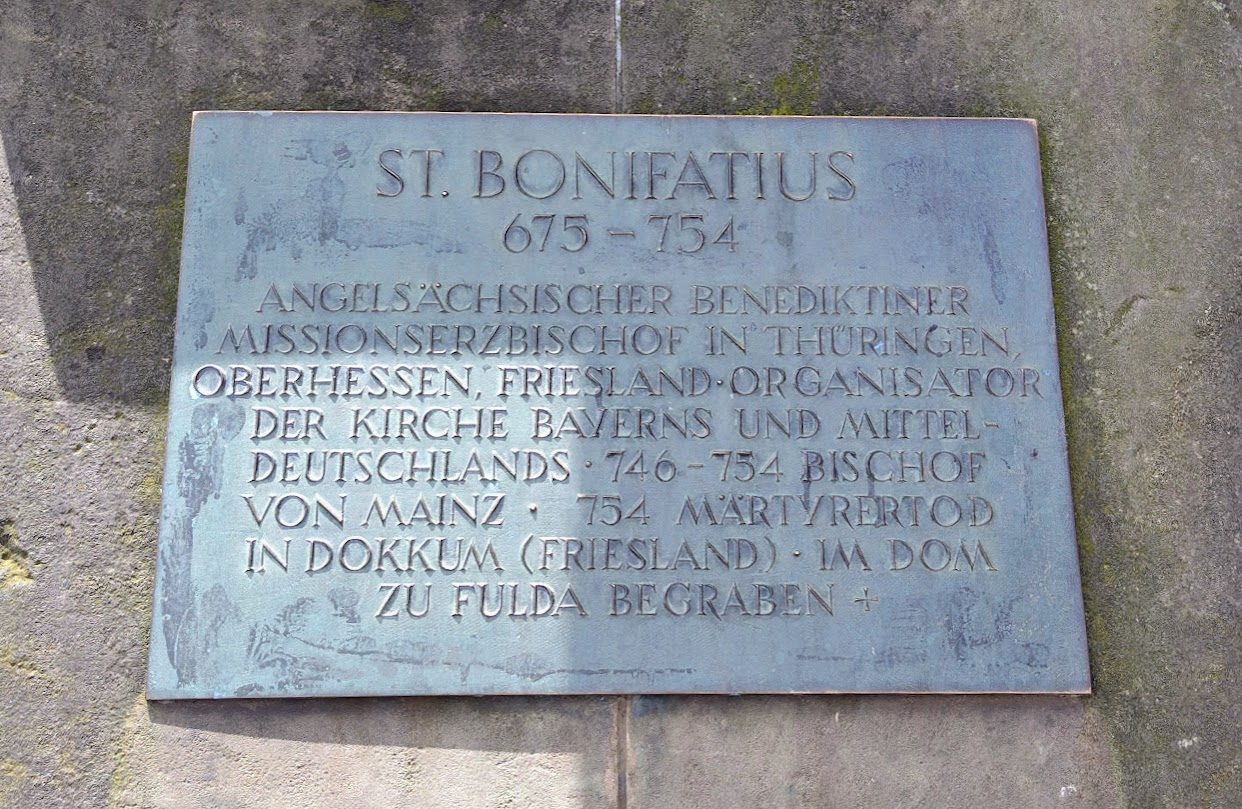 ST. BONIFATIUS
675 – 754
ANGELSÄCHSISCHER BENEDIKTINER
MISSIONSERZBISCHOF IN THÜRINGEN,
OBERHESSEN, FRIESLAND · ORGANISATOR
DER KIRCHE BAYERNS UND MITTEL-
DEUTSCHLANDS · 746 – 754 BISCHOF
VON MAINZ · 754 MÄRTYRERTOD
IN DOKKUM (FRIESLAND) · IM DOM
ZU FULDA BEGRABEN +